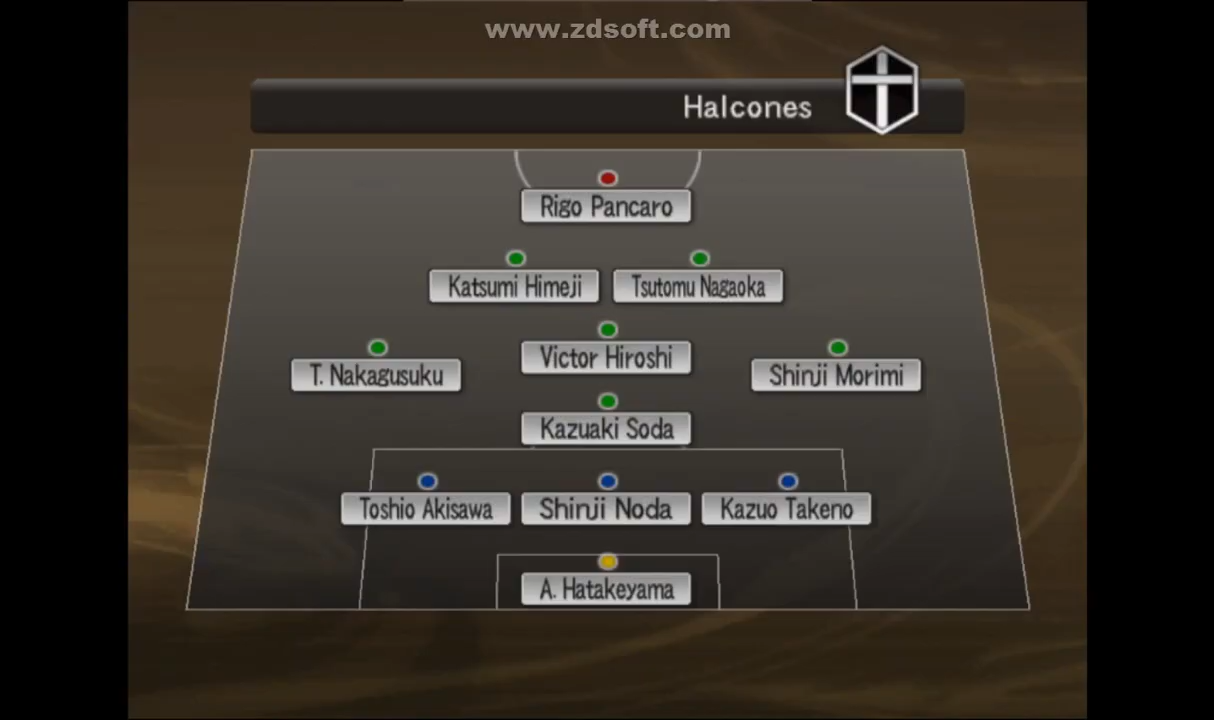 www.zdsoft.com
Halcones
Rigo Pancaro
Katsumi Himeji
Tsutomu Nagaoka
T. Nakagusuku
Victor Hiroshi
Shinji Morimi
Kazuaki Soda
Toshio Akisawa
Shinji Noda
Kazuo Takeno
A. Hatakeyama